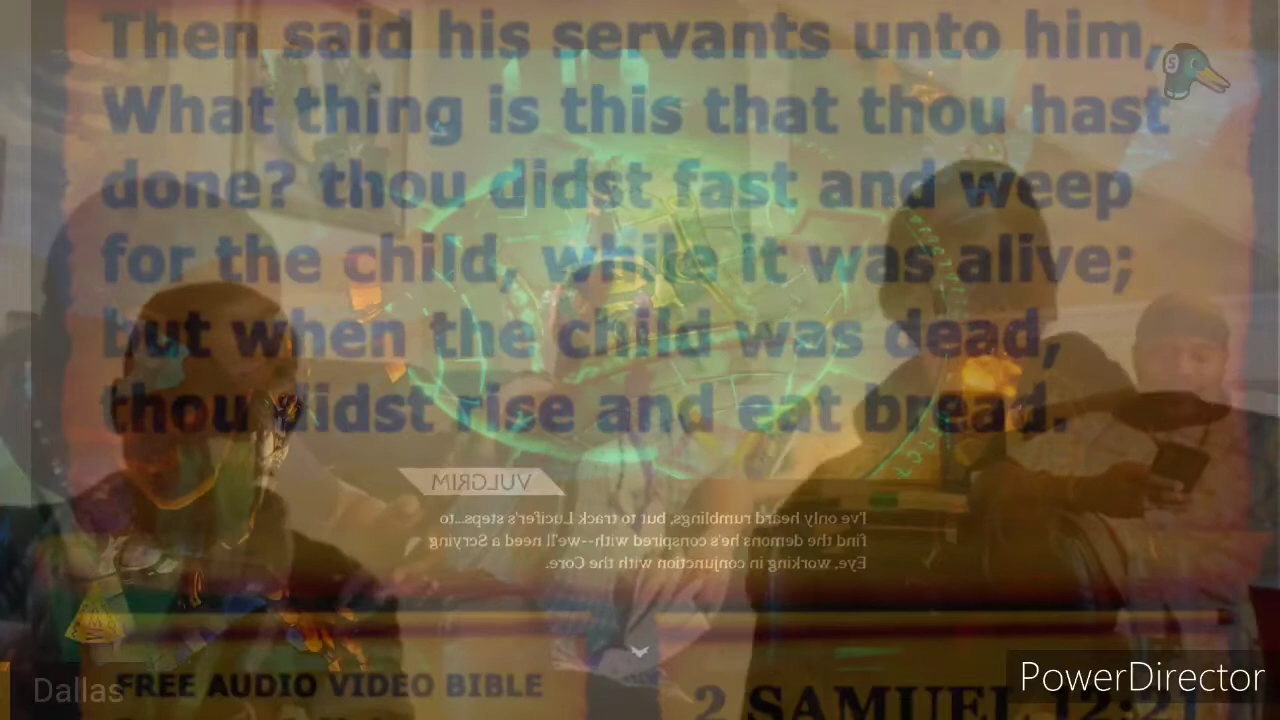 Then said his servants unto him,
What thing is this that thou hast
done? thou didst fast and weep
for the child, while it was alive;
but when the child was dead,
thou didst rise and eat bread.
VULGRIM
I've only heard rumblings, but to track Lucifer's steps...to
find the demons he's conspired with--we'll need a Scrying
Eye, working in conjunction with the Core.
Dallas
FREE AUDIO VIDEO BIBLE
2 SAMUEL 12:21
PowerDirector